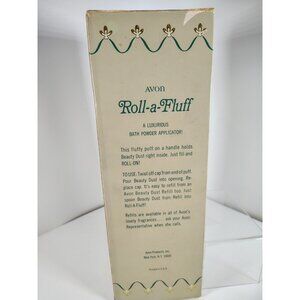 AVON
Roll-a-Fluff
A LUXURIOUS
BATH POWDER APPLICATOR!
This fluffy puff on a handle holds
Beauty Dust right inside. Just fill and
ROLL-ON!
TO USE: Twist off cap from end of puff.
Pour Beauty Dust into opening. Re-
place cap. It's easy to refill from an
Avon Beauty Dust Refill too. Just
spoon Beauty Dust from Refill into
Roll-A-Fluff!
Refills are available in all of Avon's
lovely fragrances . . . ask your Avon
Representative when she calls.
Avon Products, Inc.
New York, N.Y. 10020